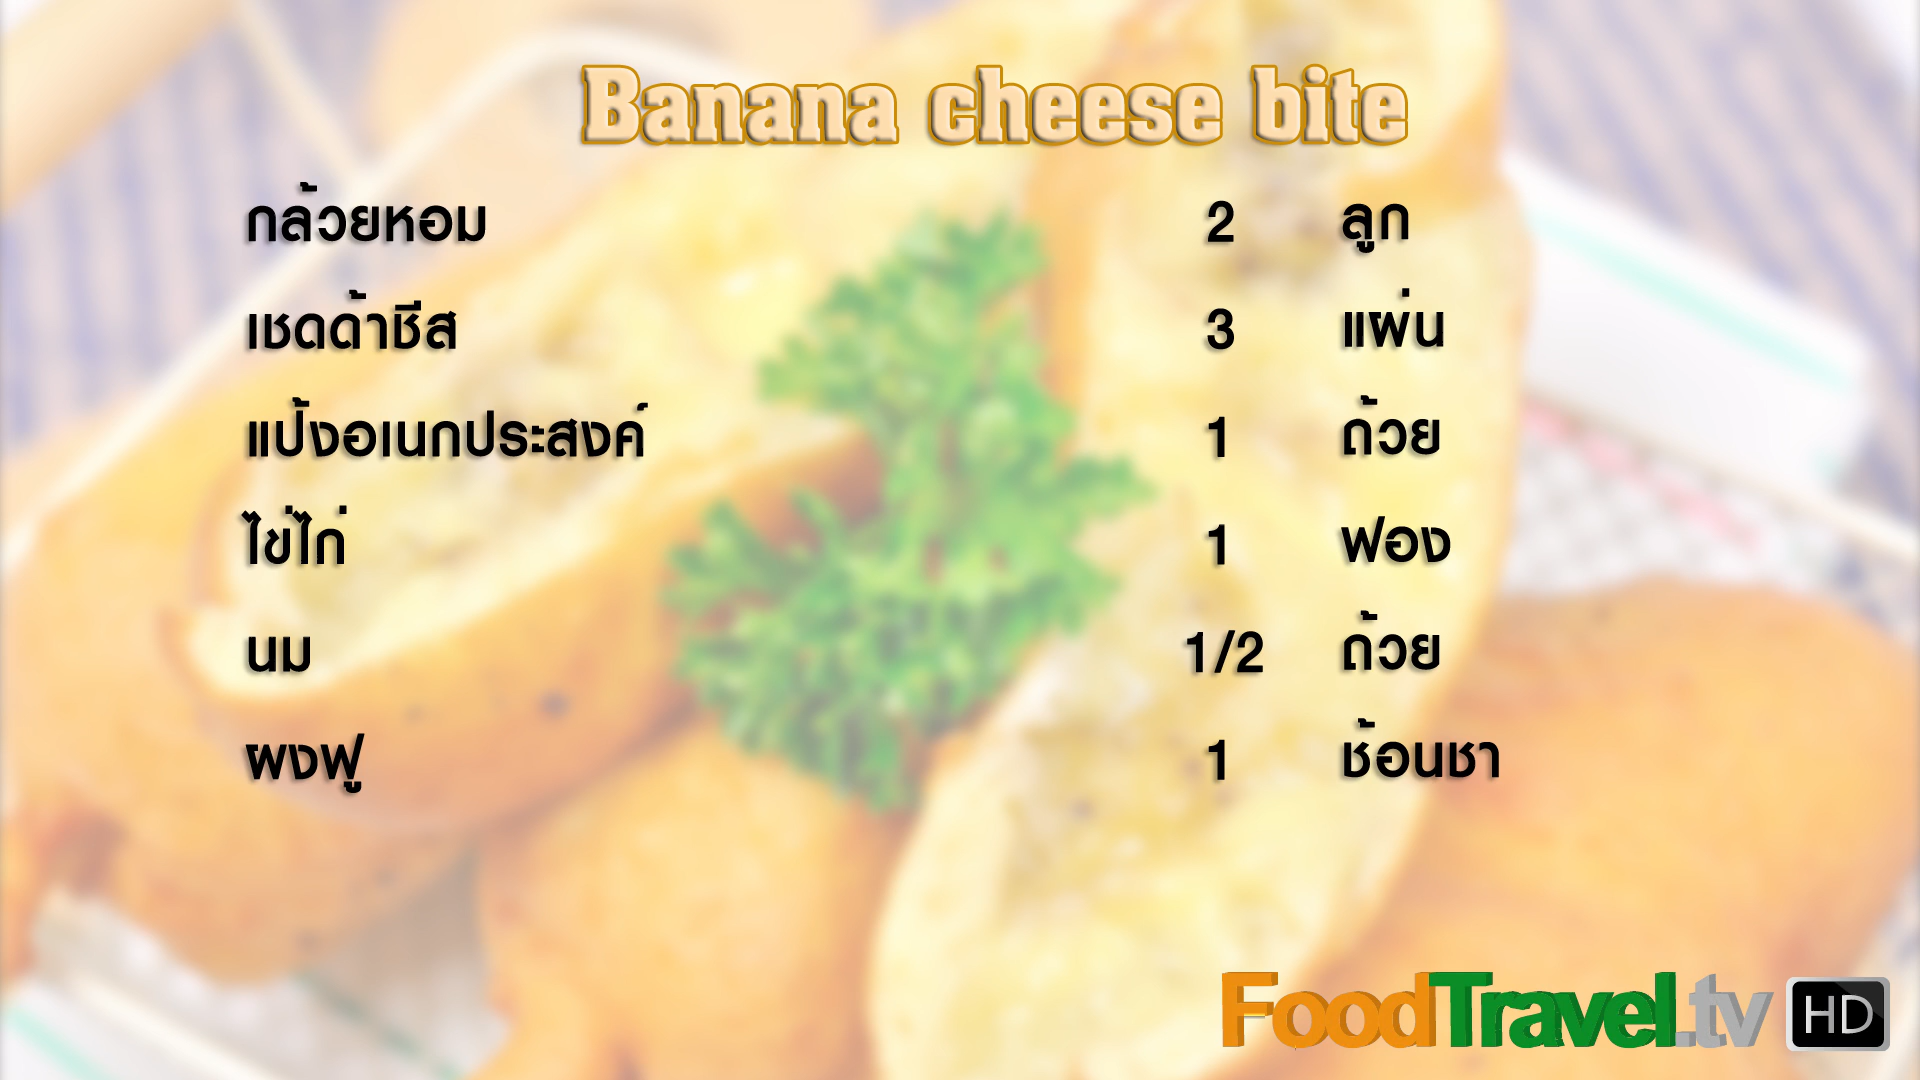 Banana cheese bite
กล้วยหอม 2 ลูก
เชดด้าชีส 3 แผ่น
แป้งอเนกประสงค์ 1 ถ้วย
ไข่ไก่ 1 ฟอง
นม 1/2 ถ้วย
ผงฟู 1 ช้อนชา
FoodTravel.tv HD